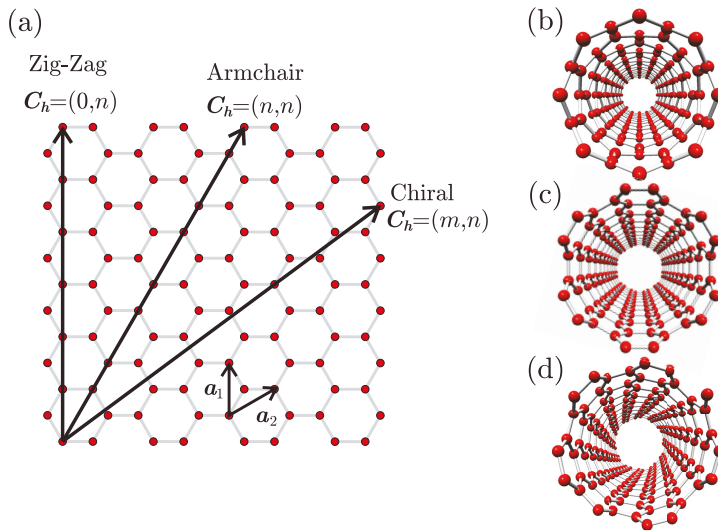 (a)
Zig-Zag
C_h=(0,n)
Armchair
C_h=(n,n)
Chiral
C_h=(m,n)
a_1
a_2
(b)
(c)
(d)